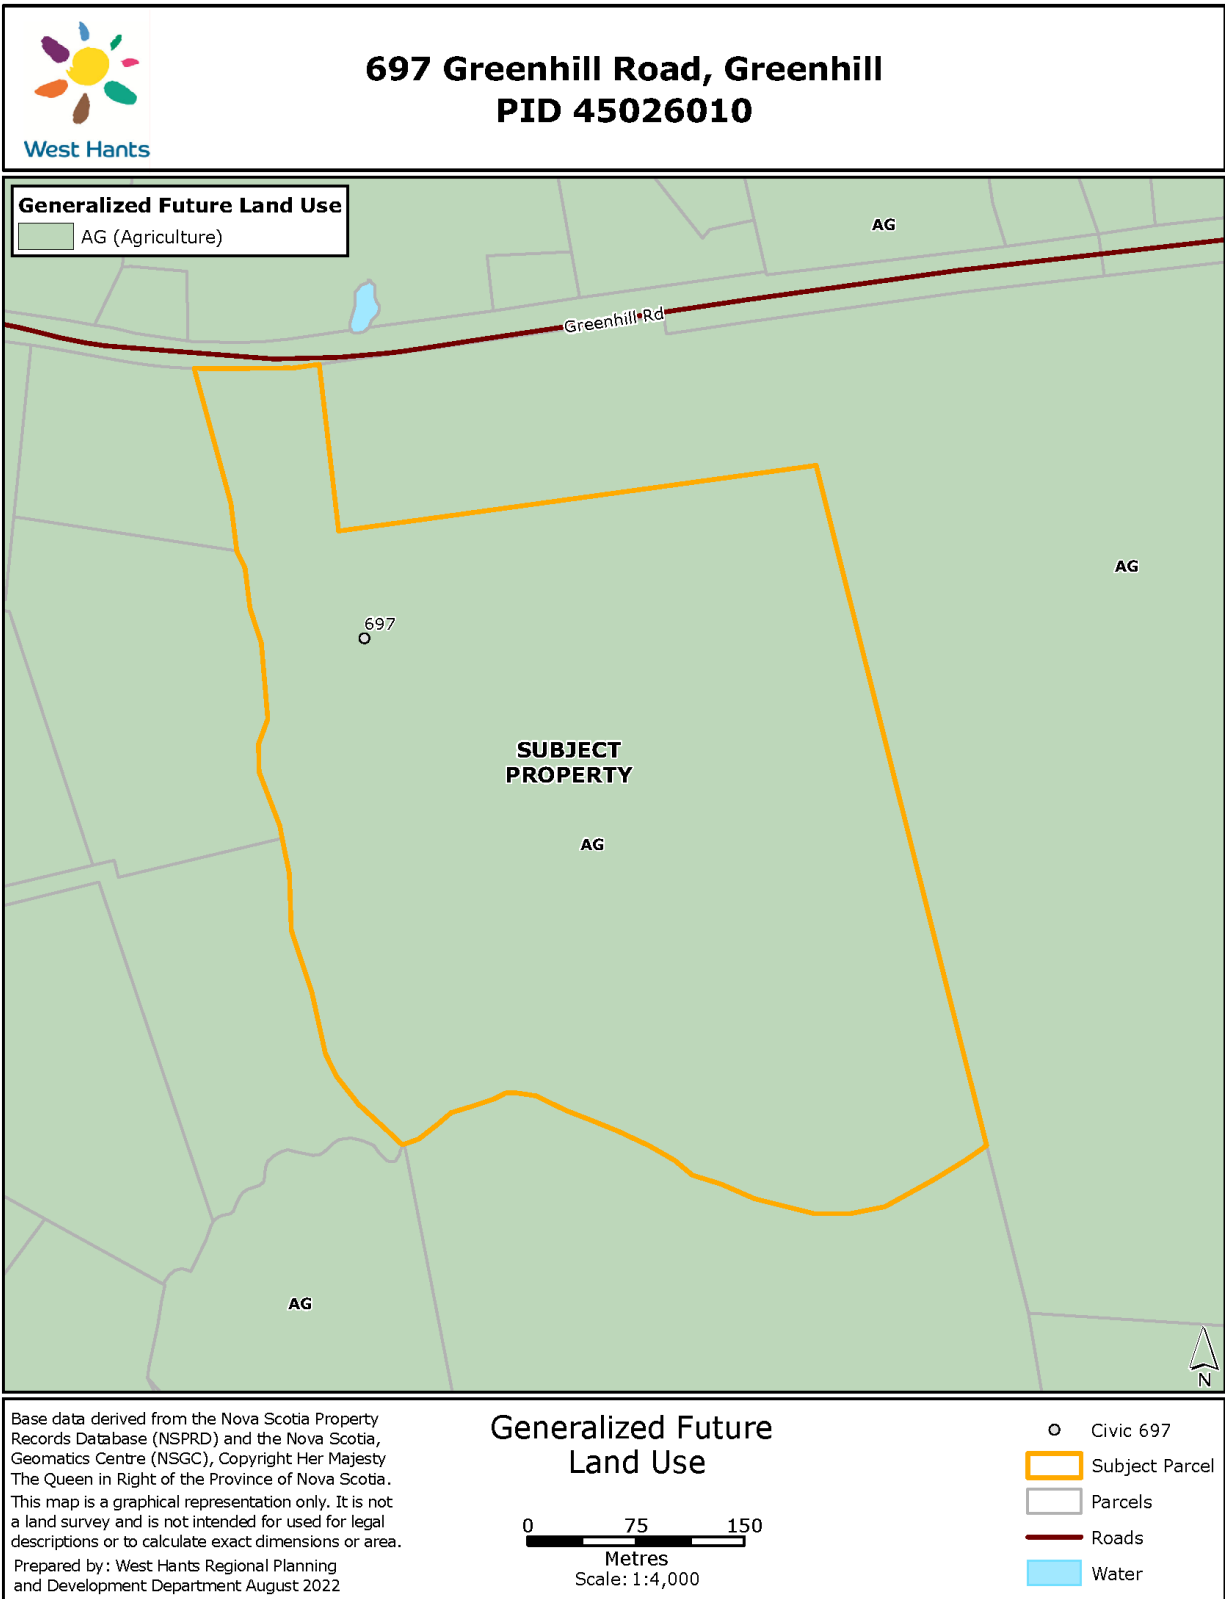 West Hants
697 Greenhill Road, Greenhill
PID 45026010
Generalized Future Land Use
AG (Agriculture)
AG
Greenhill Rd
AG
697
SUBJECT
PROPERTY
AG
AG
N
Base data derived from the Nova Scotia Property
Records Database (NSPRD) and the Nova Scotia,
Geomatics Centre (NSGC), Copyright Her Majesty
The Queen in Right of the Province of Nova Scotia.
This map is a graphical representation only. It is not
a land survey and is not intended for used for legal
descriptions or to calculate exact dimensions or area.
Prepared by: West Hants Regional Planning
and Development Department August 2022
Generalized Future
Land Use
0 75 150
Metres
Scale: 1:4,000
Civic 697
Subject Parcel
Parcels
Roads
Water